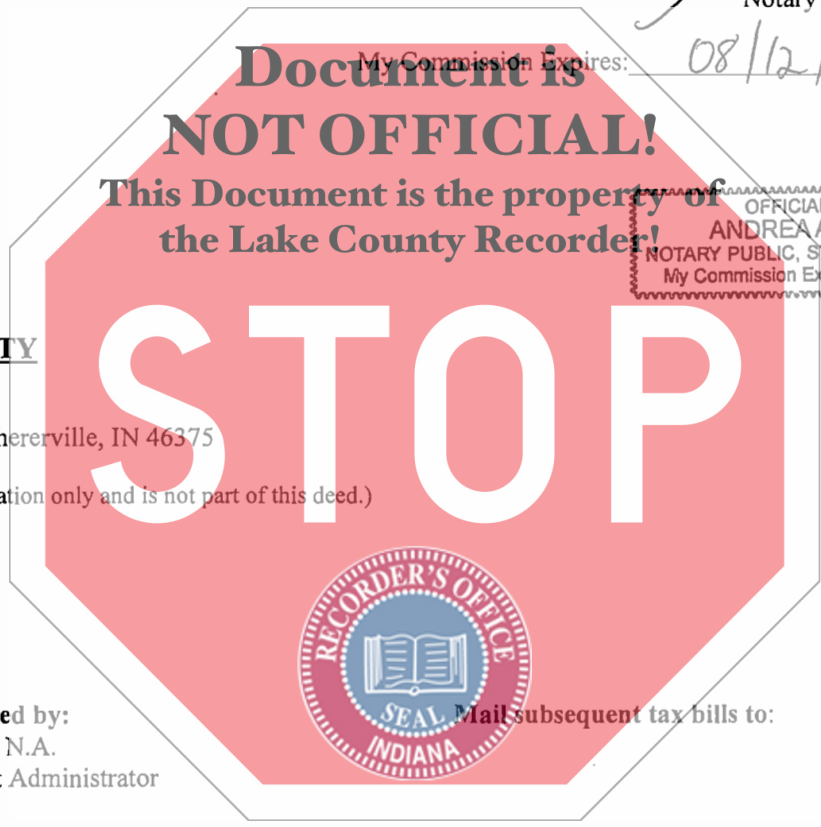 Notary
My Commission Expires: 08/12/
Document is
NOT OFFICIAL!
This Document is the property of
the Lake County Recorder!
OFFICIAL
ANDREA A
NOTARY PUBLIC, S
My Commission Ex
TY
STOP
hererville, IN 46375
ation only and is not part of this deed.)
RECORDER'S OFFICE
SEAL
INDIANA
ed by:
Mail subsequent tax bills to:
N.A.
t Administrator